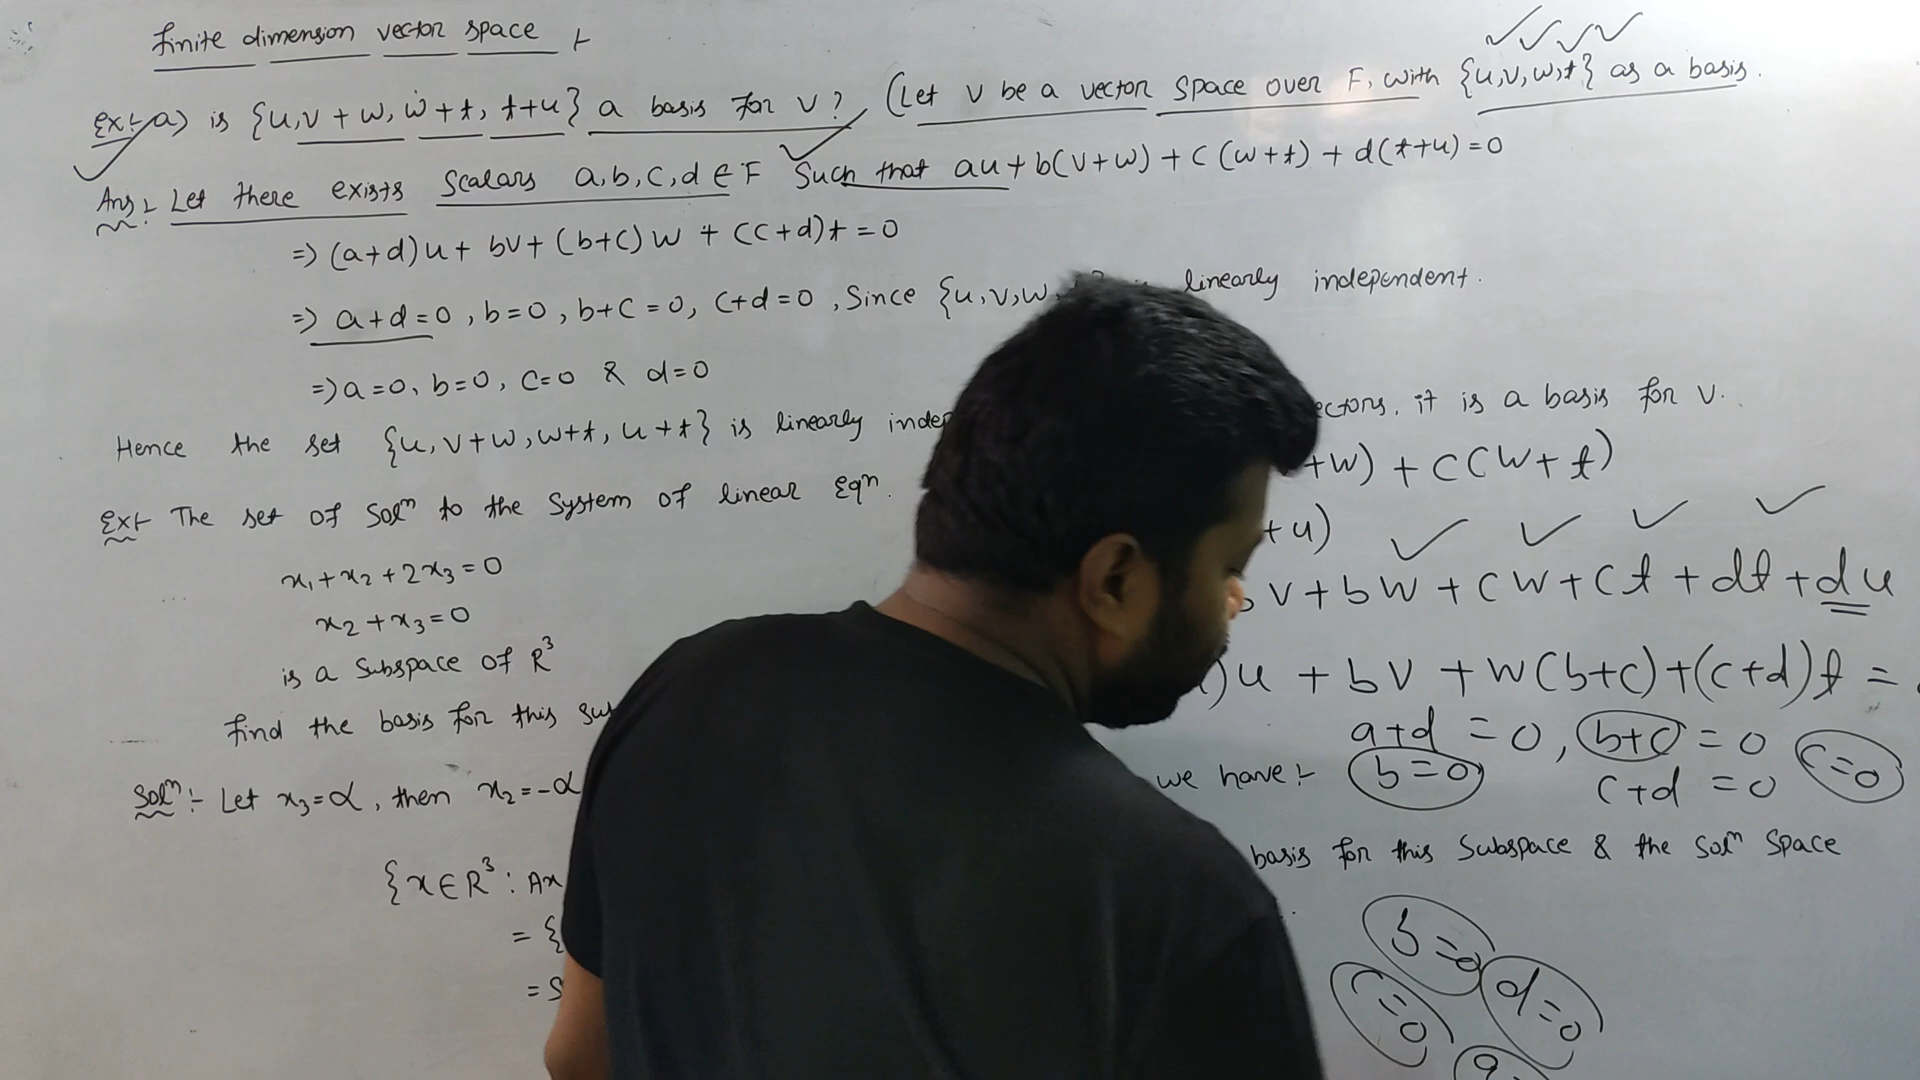 finite dimension vector space :-
Ex:- a) is {u, v + w, w + t, t + u} a basis for v? (Let v be a vector space over F, with {u, v, w, t} as a basis.
Ans :- Let there exists scalars a, b, c, d ∈ F such that au + b(v+w) + c(w+t) + d(t+u) = 0
=> (a+d)u + bv + (b+c)w + (c+d)t = 0
=> a+d = 0, b=0, b+c = 0, c+d = 0, Since {u, v, w, linearly independent.
=> a = 0, b = 0, c = 0 & d = 0
Hence the set {u, v+w, w+t, u+t} is linearly it is a basis for v.
+w) + c(w+t)
Ex:- The set of Solⁿ to the System of linear Eqⁿ.
+u)
x₁ + x₂ + 2x₃ = 0
v + bw + cw + ct + dt + du
x₂ + x₃ = 0
is a Subspace of R³
)u + bv + w(b+c) + (c+d)t =
find the basis for this
a+d = 0, b+c = 0
Solⁿ:- Let x₃ = α, then x₂ = -α we have :- b = 0 c+d = 0 c=0
basis for this Subspace & the Solⁿ Space
{x ∈ R³ : Ax
= {
b=0
= S
c=0 d=0